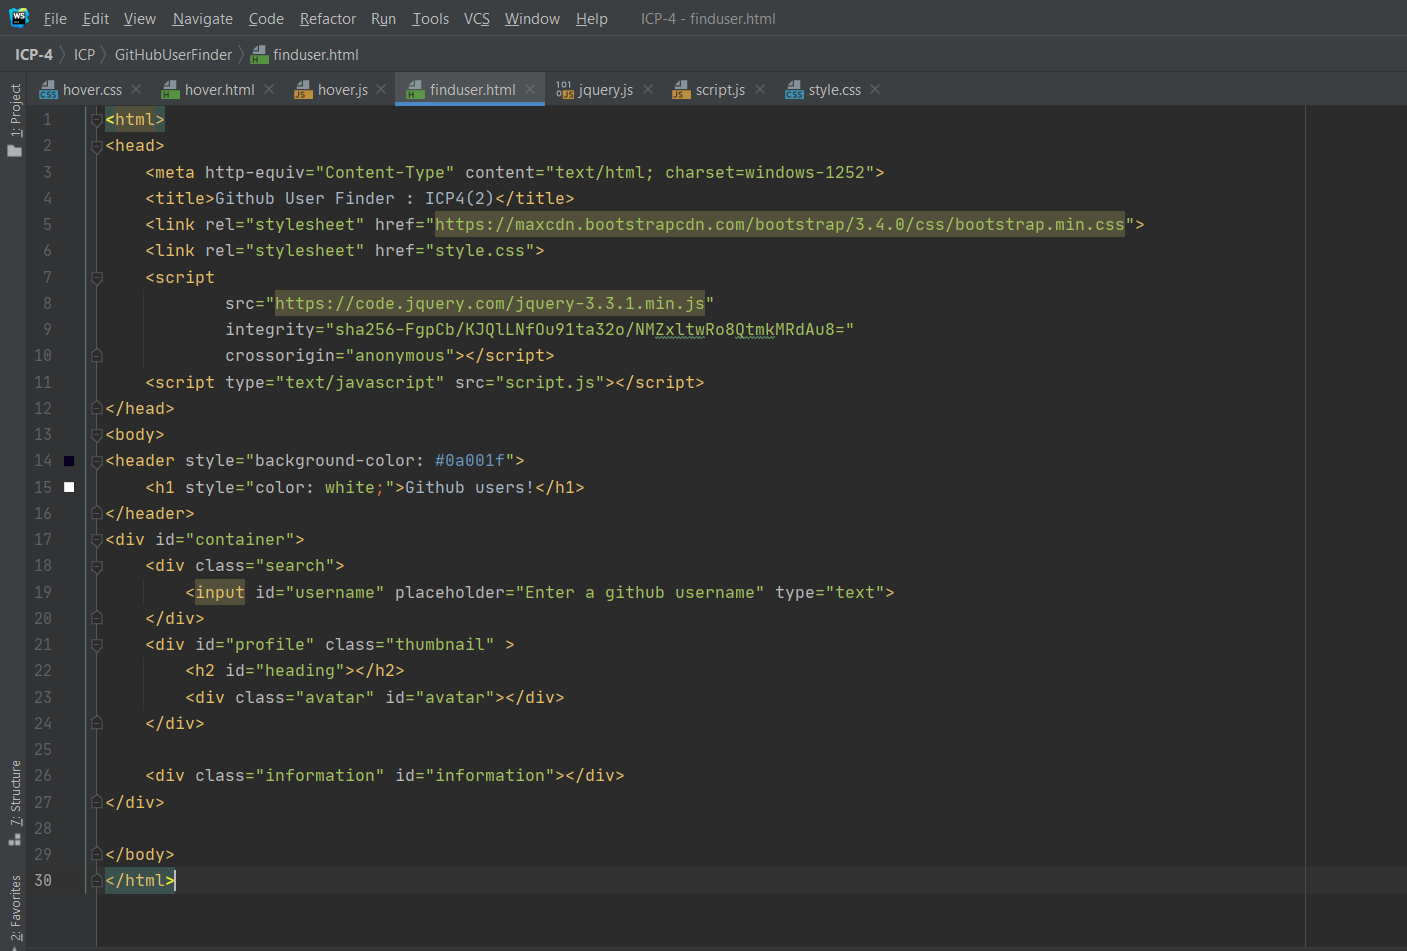 WS File Edit View Navigate Code Refactor Run Tools VCS Window Help ICP-4 - finduser.html
ICP-4 ICP GitHubUserFinder finduser.html
hover.css hover.html hover.js finduser.html jquery.js script.js style.css
1: Project
1 <html>
2 <head>
3 <meta http-equiv="Content-Type" content="text/html; charset=windows-1252">
4 <title>Github User Finder : ICP4(2)</title>
5 <link rel="stylesheet" href="https://maxcdn.bootstrapcdn.com/bootstrap/3.4.0/css/bootstrap.min.css">
6 <link rel="stylesheet" href="style.css">
7 <script
8 src="https://code.jquery.com/jquery-3.3.1.min.js"
9 integrity="sha256-FgpCb/KJQlLNfOu91ta32o/NMZxltwRo8QtmkMRdAu8="
10 crossorigin="anonymous"></script>
11 <script type="text/javascript" src="script.js"></script>
12 </head>
13 <body>
14 <header style="background-color: #0a001f">
15 <h1 style="color: white;">Github users!</h1>
16 </header>
17 <div id="container">
18 <div class="search">
19 <input id="username" placeholder="Enter a github username" type="text">
20 </div>
21 <div id="profile" class="thumbnail" >
22 <h2 id="heading"></h2>
23 <div class="avatar" id="avatar"></div>
24 </div>
25
26 <div class="information" id="information"></div>
27 </div>
28
29 </body>
30 </html>
7: Structure
2: Favorites